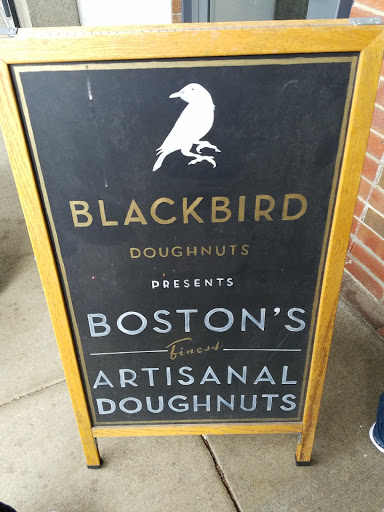 BLACKBIRD
DOUGHNUTS
PRESENTS
BOSTON'S
finest
ARTISANAL
DOUGHNUTS